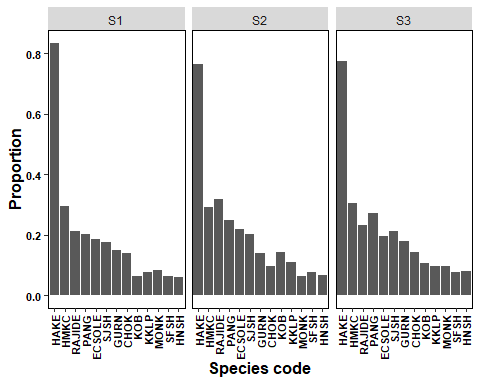 S1 S2 S3
0.8
0.6
0.4
0.2
0.0
Proportion
HAKE HMKC RAJIDE PANG ECSOLE SJSH GURN CHOK KOB KKLP MONK SFSH HNSH
HAKE HMKC RAJIDE PANG ECSOLE SJSH GURN CHOK KOB KKLP MONK SFSH HNSH
HAKE HMKC RAJIDE PANG ECSOLE SJSH GURN CHOK KOB KKLP MONK SFSH HNSH
Species code